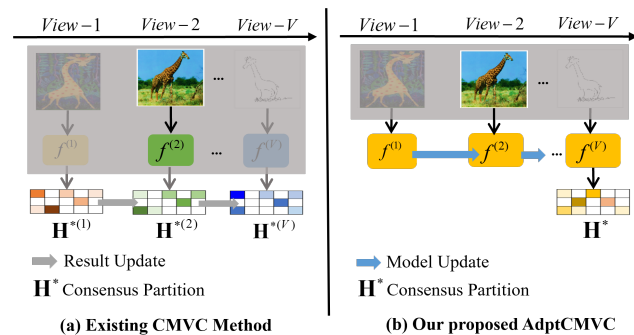 View-1 View-2 View-V
...
f^(1) f^(2) ... f^(V)
H*(1) H*(2) H*(V)
Result Update
H* Consensus Partition
(a) Existing CMVC Method
View-1 View-2 View-V
...
f^(1) f^(2) f^(V)
H*
Model Update
H* Consensus Partition
(b) Our proposed AdptCMVC